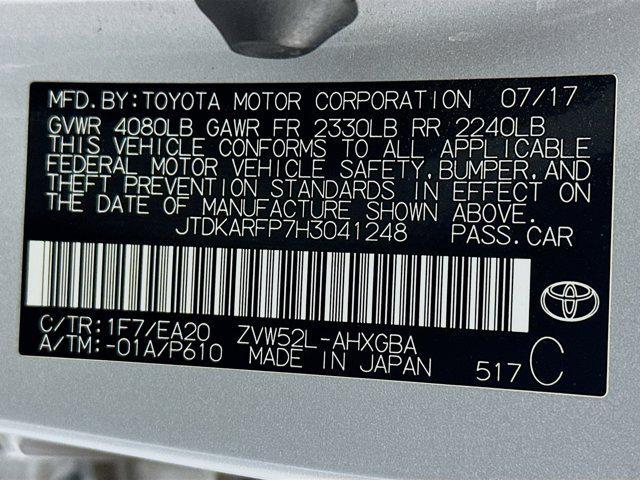 MFD. BY: TOYOTA MOTOR CORPORATION 07/17
GVWR 4080LB GAWR FR 2330LB RR 2240LB
THIS VEHICLE CONFORMS TO ALL APPLICABLE
FEDERAL MOTOR VEHICLE SAFETY, BUMPER, AND
THEFT PREVENTION STANDARDS IN EFFECT ON
THE DATE OF MANUFACTURE SHOWN ABOVE.
JTDKARFP7H3041248 PASS. CAR
C/TR: 1F7/EA20 ZVW52L-AHXGBA
A/TM: -01A/P610 MADE IN JAPAN 517 C